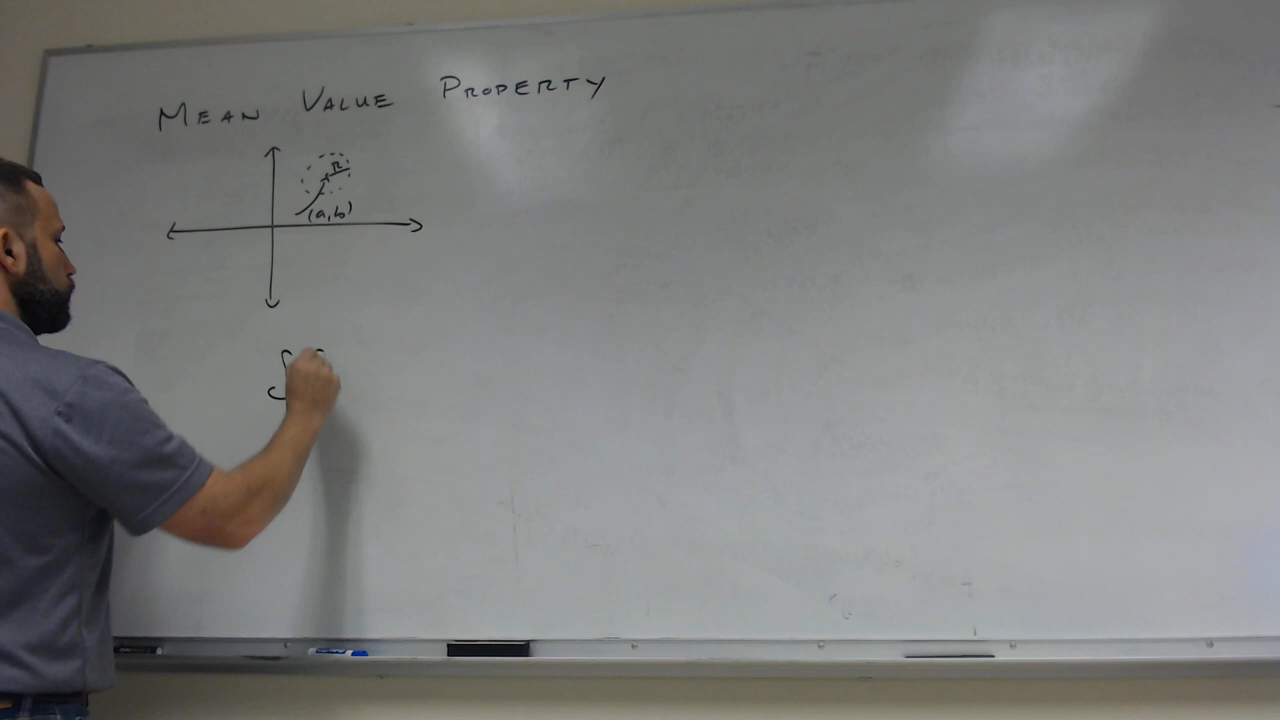 MEAN VALUE PROPERTY
R
(a,b)
∫